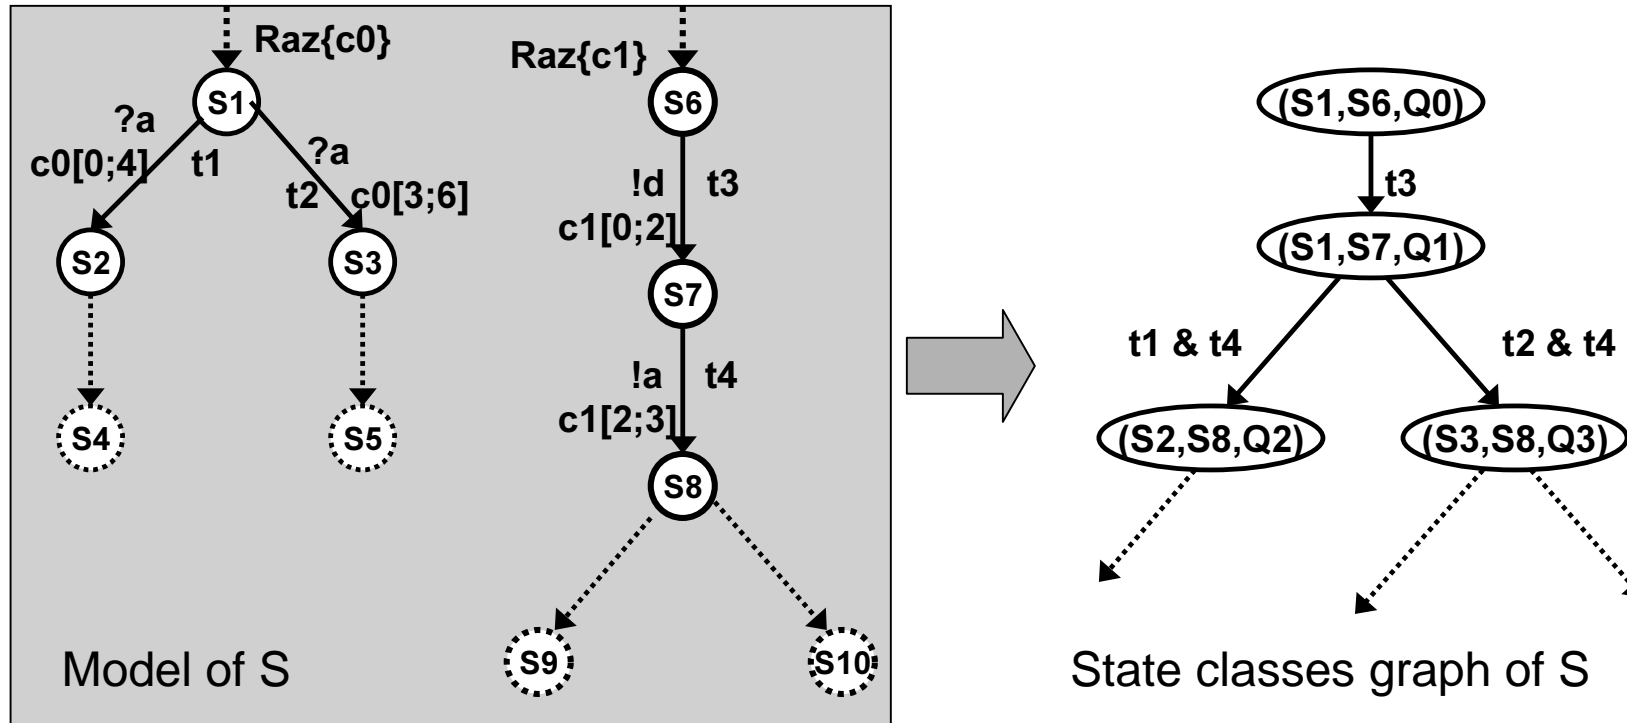 Raz{c0}
S1
?a
c0[0;4]
t1
?a
t2
c0[3;6]
S2
S3
S4
S5
Raz{c1}
S6
!d
t3
c1[0;2]
S7
!a
t4
c1[2;3]
S8
S9
S10
Model of S
(S1,S6,Q0)
t3
(S1,S7,Q1)
t1 & t4
t2 & t4
(S2,S8,Q2)
(S3,S8,Q3)
State classes graph of S